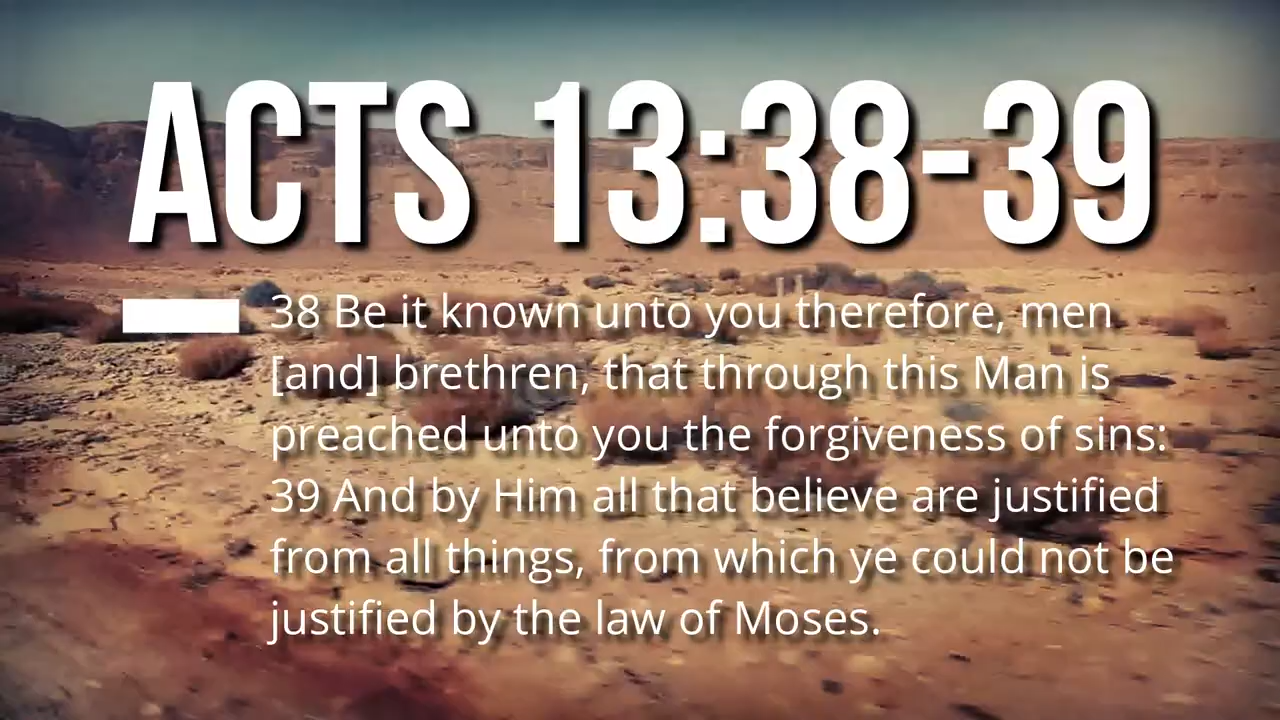 ACTS 13:38-39
38 Be it known unto you therefore, men
[and] brethren, that through this Man is
preached unto you the forgiveness of sins:
39 And by Him all that believe are justified
from all things, from which ye could not be
justified by the law of Moses.